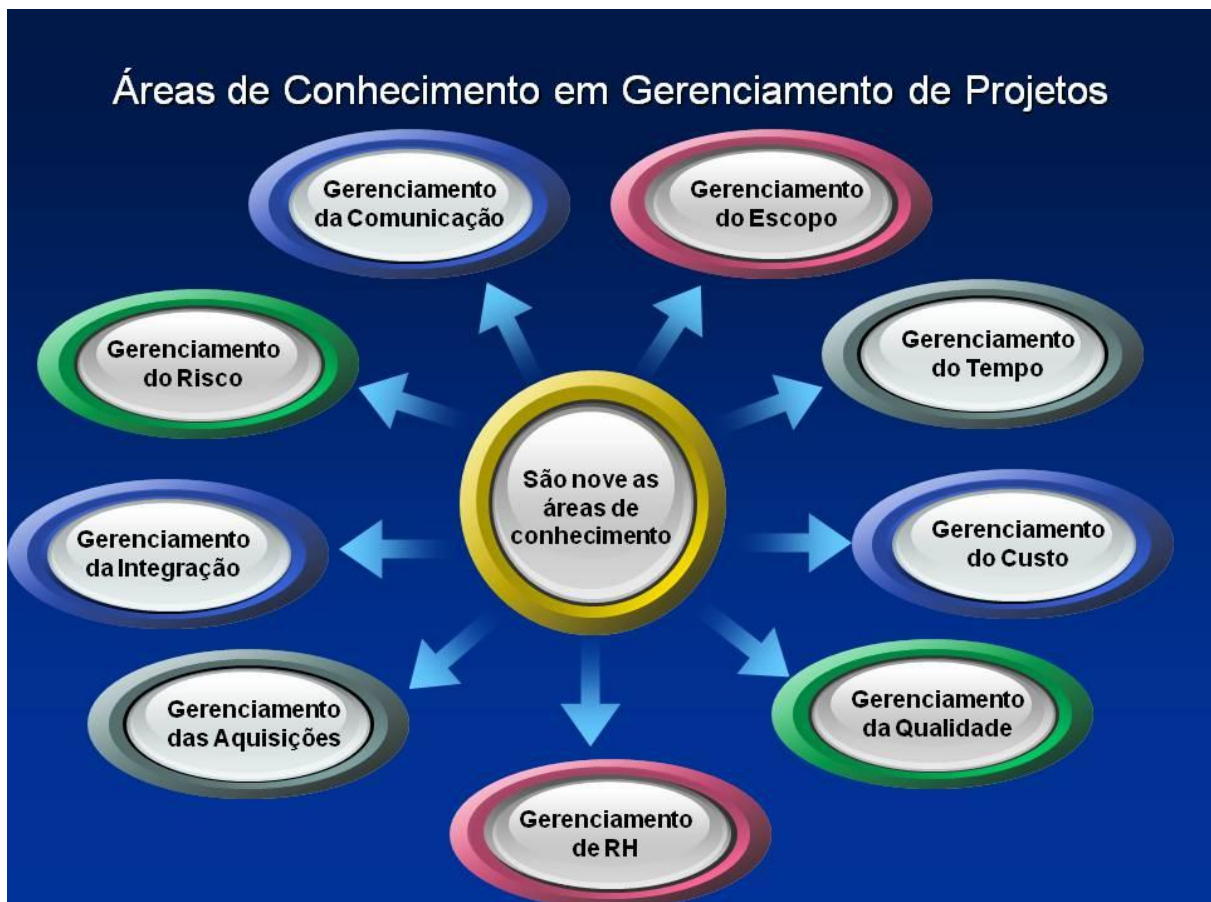 Áreas de Conhecimento em Gerenciamento de Projetos
Gerenciamento
da Comunicação
Gerenciamento
do Escopo
Gerenciamento
do Risco
Gerenciamento
do Tempo
São nove as
áreas de
conhecimento
Gerenciamento
da Integração
Gerenciamento
do Custo
Gerenciamento
das Aquisições
Gerenciamento
da Qualidade
Gerenciamento
de RH